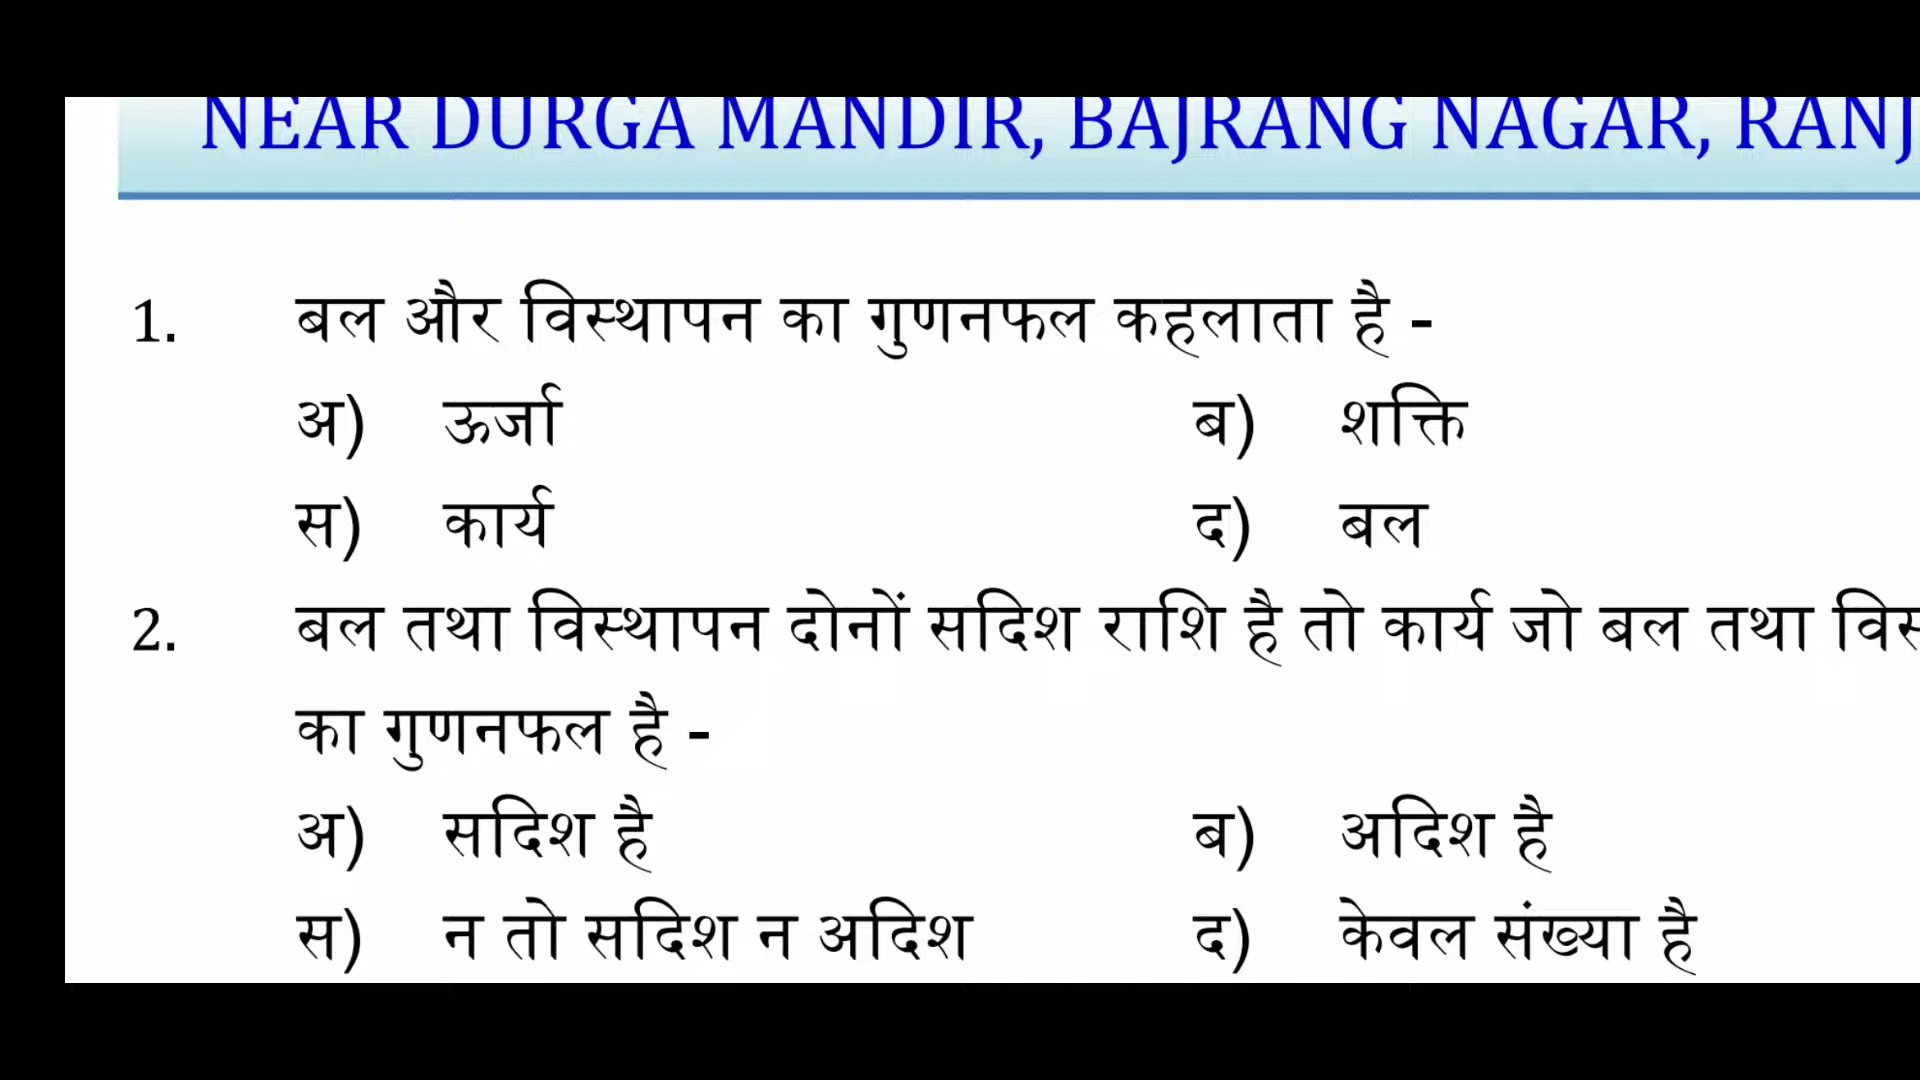 NEAR DURGA MANDIR, BAJRANG NAGAR, RANJ
1. बल और विस्थापन का गुणनफल कहलाता है -
अ) ऊर्जा ब) शक्ति
स) कार्य द) बल
2. बल तथा विस्थापन दोनों सदिश राशि है तो कार्य जो बल तथा
का गुणनफल है -
अ) सदिश है ब) अदिश है
स) न तो सदिश न अदिश द) केवल संख्या है